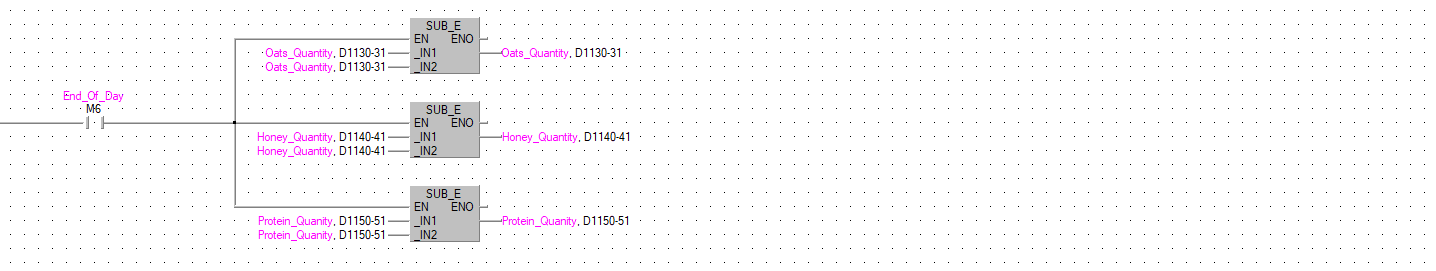 SUB_E
EN ENO
Oats_Quantity, D1130-31 _IN1 Oats_Quantity, D1130-31
Oats_Quantity, D1130-31 _IN2
End_Of_Day
M6
SUB_E
EN ENO
Honey_Quantity, D1140-41 _IN1 Honey_Quantity, D1140-41
Honey_Quantity, D1140-41 _IN2
SUB_E
EN ENO
Protein_Quanity, D1150-51 _IN1 Protein_Quanity, D1150-51
Protein_Quanity, D1150-51 _IN2